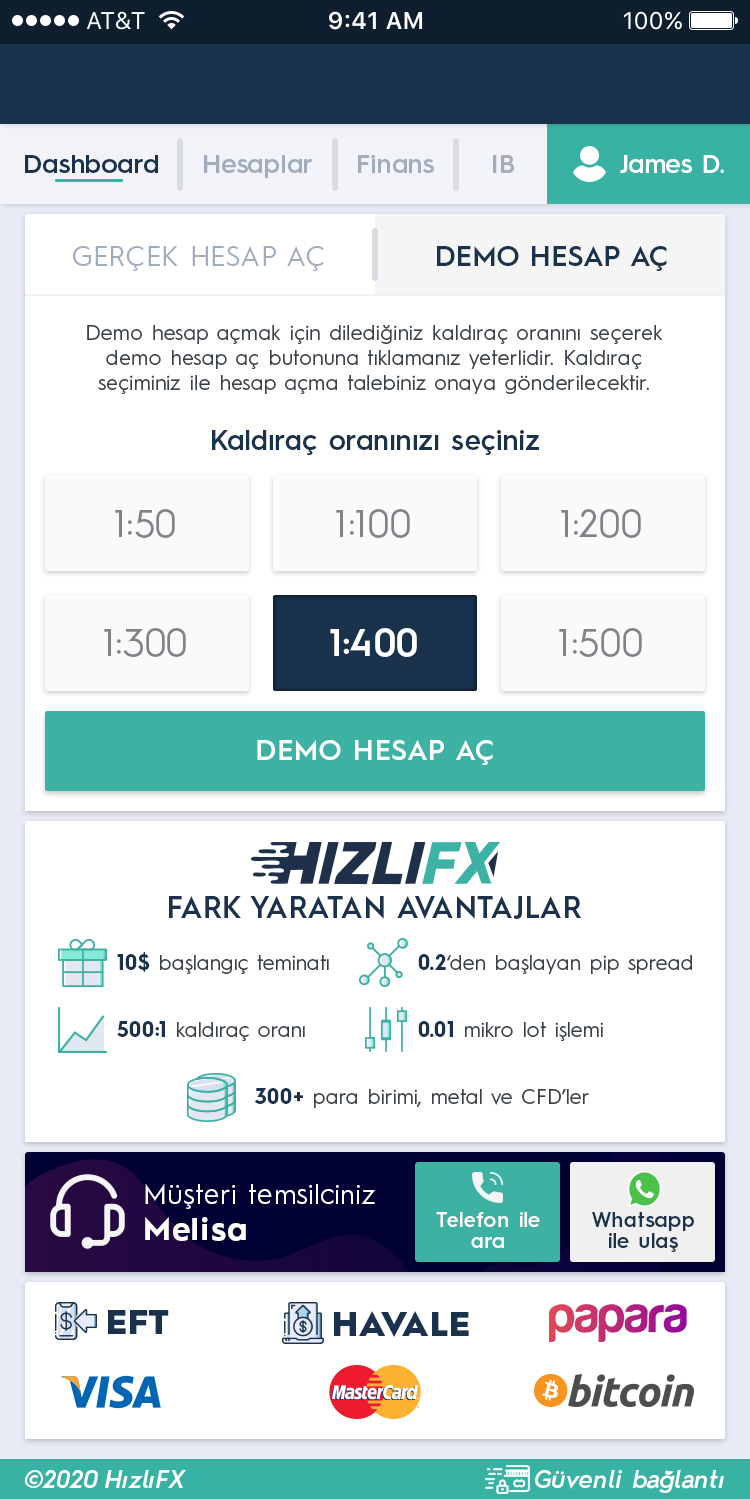 AT&T 9:41 AM 100%
Dashboard Hesaplar Finans IB James D.
GERÇEK HESAP AÇ DEMO HESAP AÇ
Demo hesap açmak için dilediğiniz kaldıraç oranını seçerek
demo hesap aç butonuna tıklamanız yeterlidir. Kaldıraç
seçiminiz ile hesap açma talebiniz onaya gönderilecektir.
Kaldıraç oranınızı seçiniz
1:50 1:100 1:200
1:300 1:400 1:500
DEMO HESAP AÇ
HIZLIFX
FARK YARATAN AVANTAJLAR
10$ başlangıç teminatı 0.2'den başlayan pip spread
500:1 kaldıraç oranı 0.01 mikro lot işlemi
300+ para birimi, metal ve CFD'ler
Müşteri temsilciniz
Melisa
Telefon ile
ara
Whatsapp
ile ulaş
EFT HAVALE papara
VISA MasterCard bitcoin
©2020 HızlıFX Güvenli bağlantı